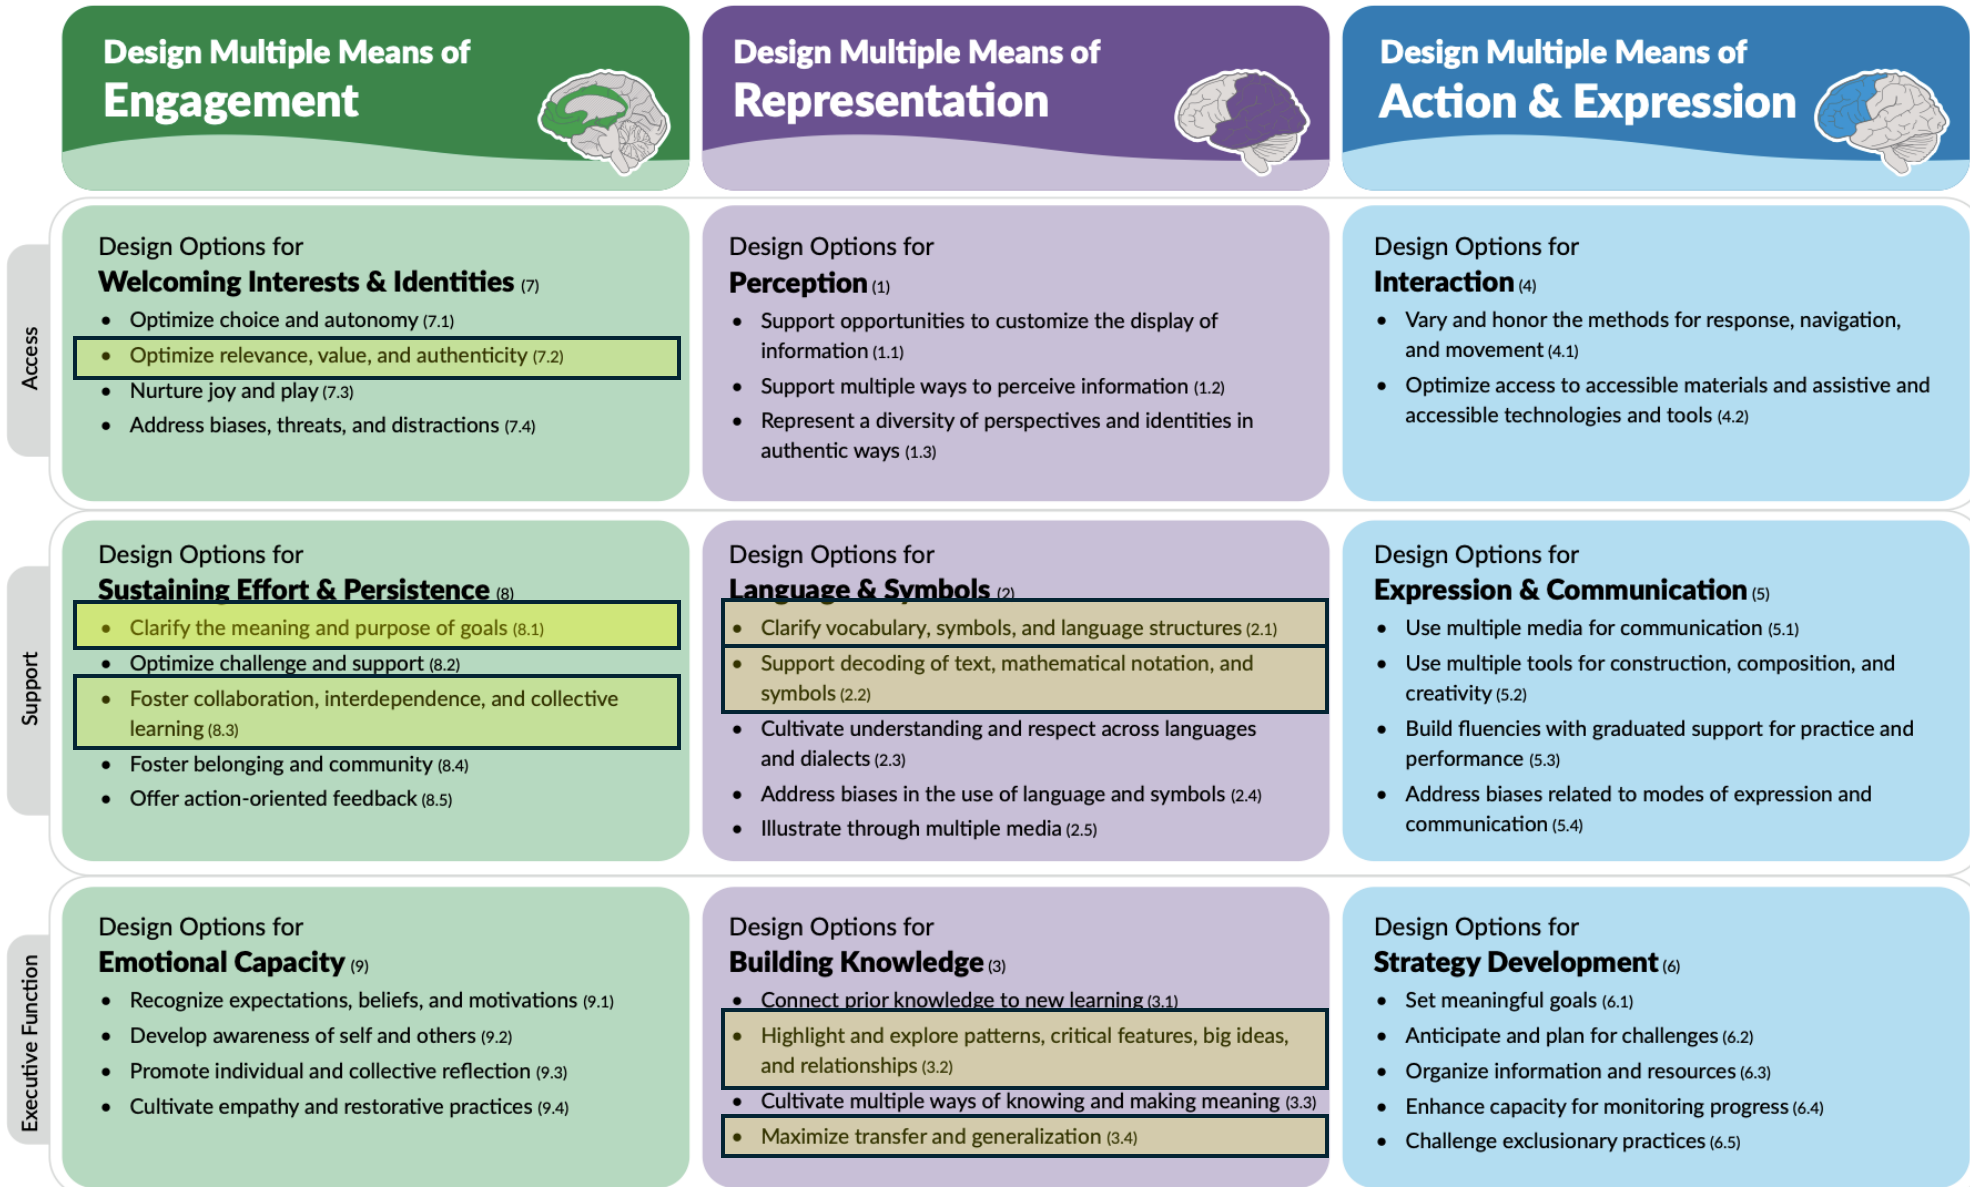 Design Multiple Means of
Engagement
Design Multiple Means of
Representation
Design Multiple Means of
Action & Expression
Access
Design Options for
Welcoming Interests & Identities (7)
• Optimize choice and autonomy (7.1)
• Optimize relevance, value, and authenticity (7.2)
• Nurture joy and play (7.3)
• Address biases, threats, and distractions (7.4)
Design Options for
Perception (1)
• Support opportunities to customize the display of
information (1.1)
• Support multiple ways to perceive information (1.2)
• Represent a diversity of perspectives and identities in
authentic ways (1.3)
Design Options for
Interaction (4)
• Vary and honor the methods for response, navigation,
and movement (4.1)
• Optimize access to accessible materials and assistive and
accessible technologies and tools (4.2)
Support
Design Options for
Sustaining Effort & Persistence (8)
• Clarify the meaning and purpose of goals (8.1)
• Optimize challenge and support (8.2)
• Foster collaboration, interdependence, and collective
learning (8.3)
• Foster belonging and community (8.4)
• Offer action-oriented feedback (8.5)
Design Options for
Language & Symbols (2)
• Clarify vocabulary, symbols, and language structures (2.1)
• Support decoding of text, mathematical notation, and
symbols (2.2)
• Cultivate understanding and respect across languages
and dialects (2.3)
• Address biases in the use of language and symbols (2.4)
• Illustrate through multiple media (2.5)
Design Options for
Expression & Communication (5)
• Use multiple media for communication (5.1)
• Use multiple tools for construction, composition, and
creativity (5.2)
• Build fluencies with graduated support for practice and
performance (5.3)
• Address biases related to modes of expression and
communication (5.4)
Executive Function
Design Options for
Emotional Capacity (9)
• Recognize expectations, beliefs, and motivations (9.1)
• Develop awareness of self and others (9.2)
• Promote individual and collective reflection (9.3)
• Cultivate empathy and restorative practices (9.4)
Design Options for
Building Knowledge (3)
• Connect prior knowledge to new learning (3.1)
• Highlight and explore patterns, critical features, big ideas,
and relationships (3.2)
• Cultivate multiple ways of knowing and making meaning (3.3)
• Maximize transfer and generalization (3.4)
Design Options for
Strategy Development (6)
• Set meaningful goals (6.1)
• Anticipate and plan for challenges (6.2)
• Organize information and resources (6.3)
• Enhance capacity for monitoring progress (6.4)
• Challenge exclusionary practices (6.5)